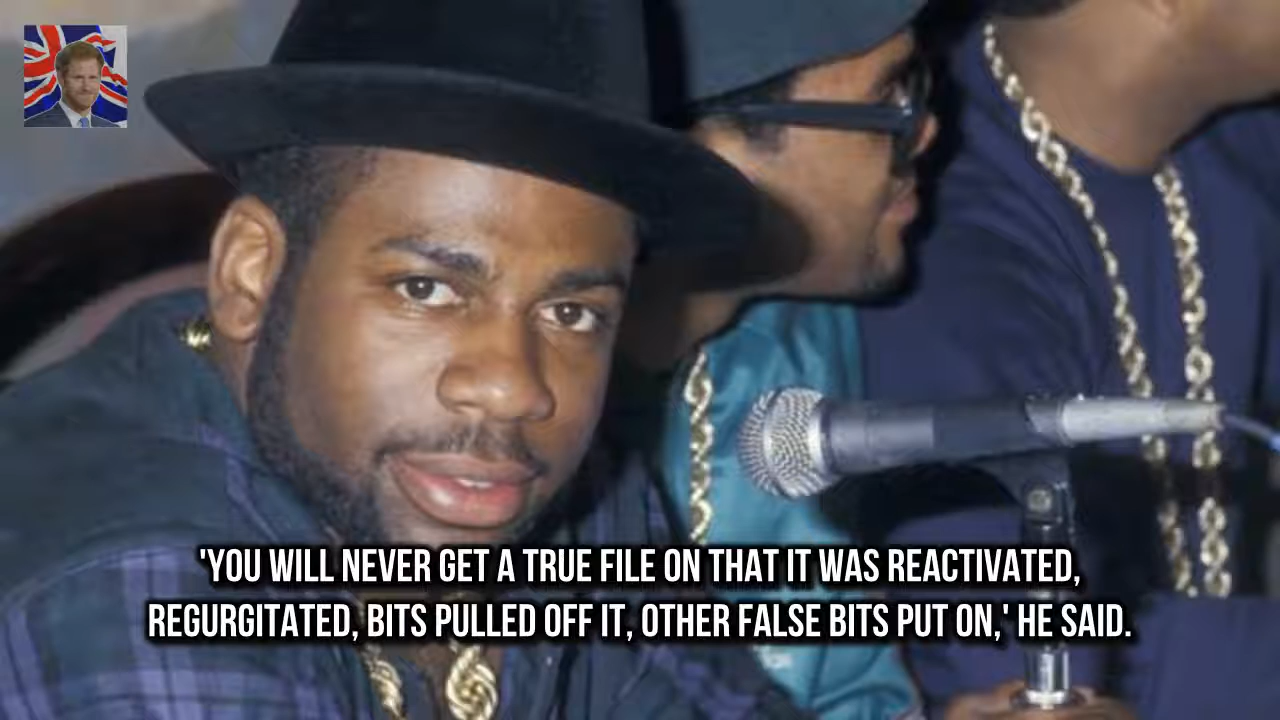 'YOU WILL NEVER GET A TRUE FILE ON THAT IT WAS REACTIVATED,
REGURGITATED, BITS PULLED OFF IT, OTHER FALSE BITS PUT ON,' HE SAID.